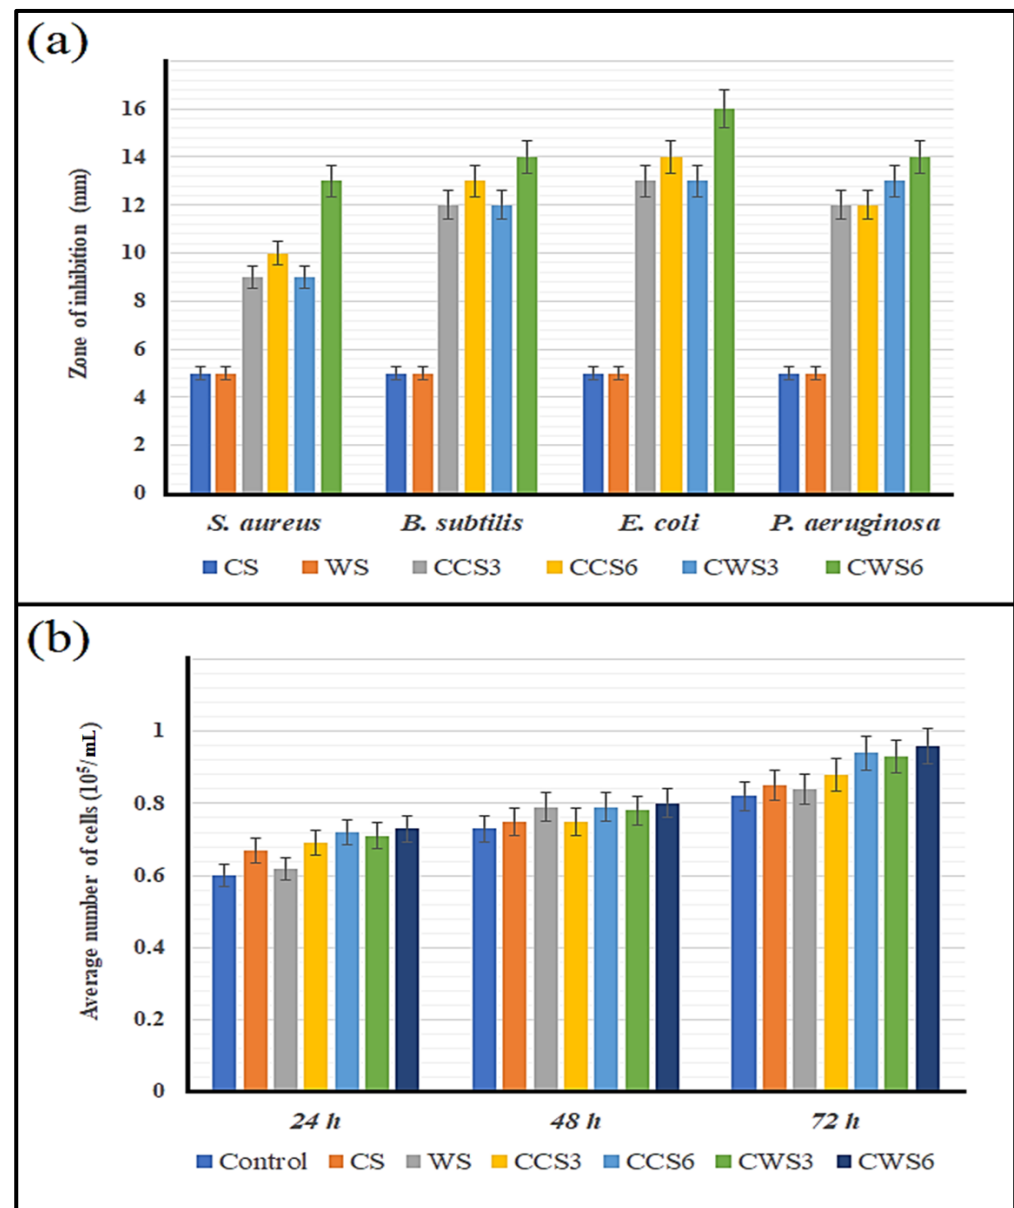 (a)
Zone of inhibition (mm)
16
14
12
10
8
6
4
2
0
S. aureus B. subtilis E. coli P. aeruginosa
CS WS CCS3 CCS6 CWS3 CWS6
(b)
Average number of cells (10⁵/mL)
1
0.8
0.6
0.4
0.2
0
24 h 48 h 72 h
Control CS WS CCS3 CCS6 CWS3 CWS6